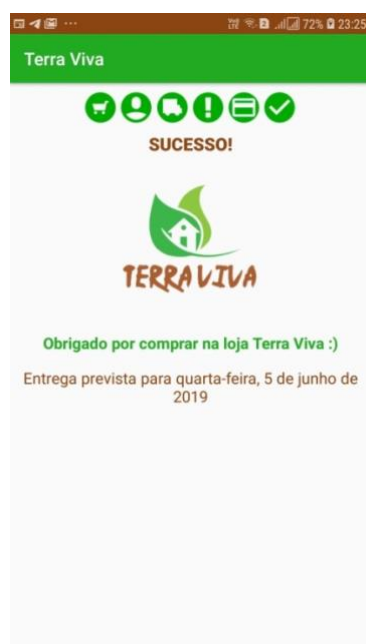 72% 23:25
Terra Viva
SUCESSO!
TERRA VIVA
Obrigado por comprar na loja Terra Viva :)
Entrega prevista para quarta-feira, 5 de junho de
2019